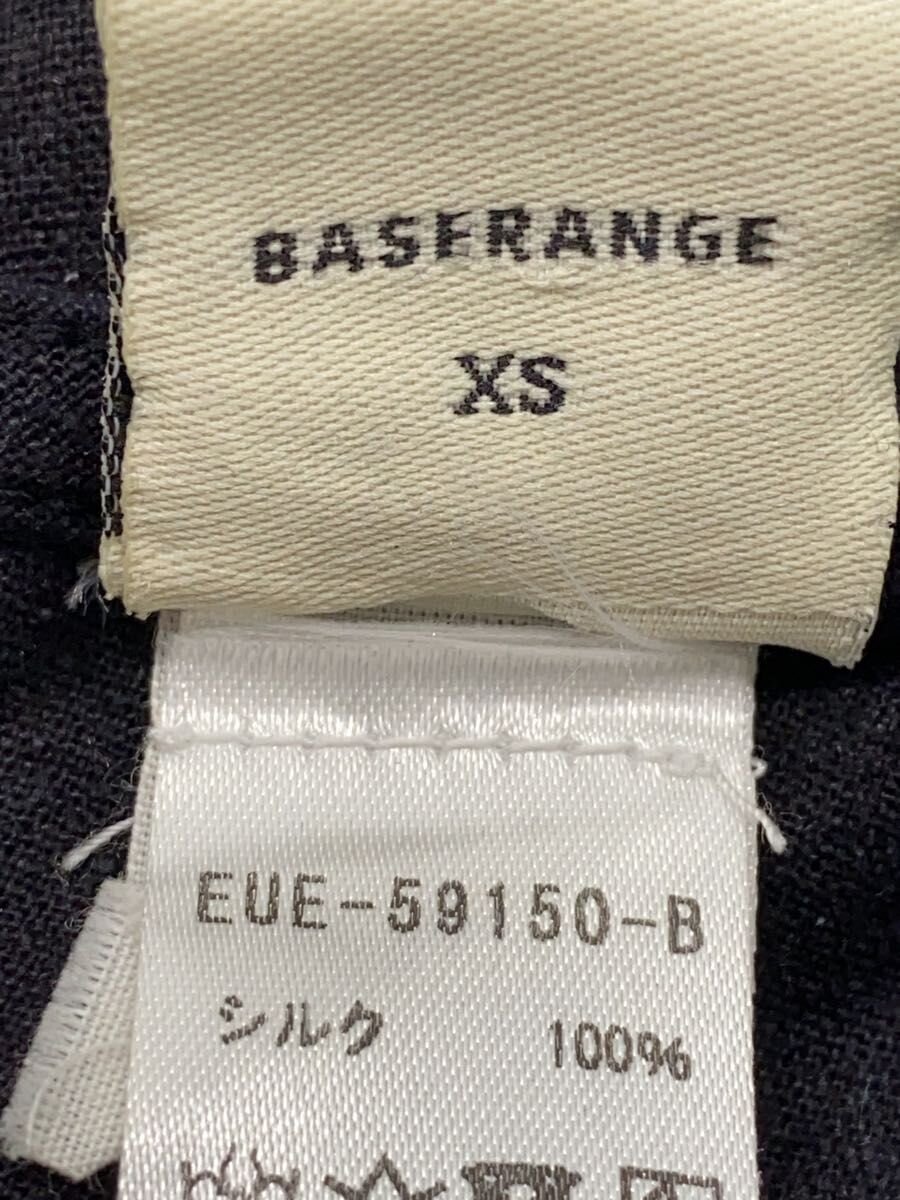 BASERANGE
XS
EUE-59150-B
シルク 100%